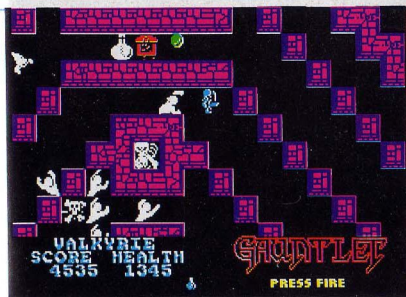 VALKYRIE
SCORE HEALTH
4535 1345
GAUNTLET
PRESS FIRE